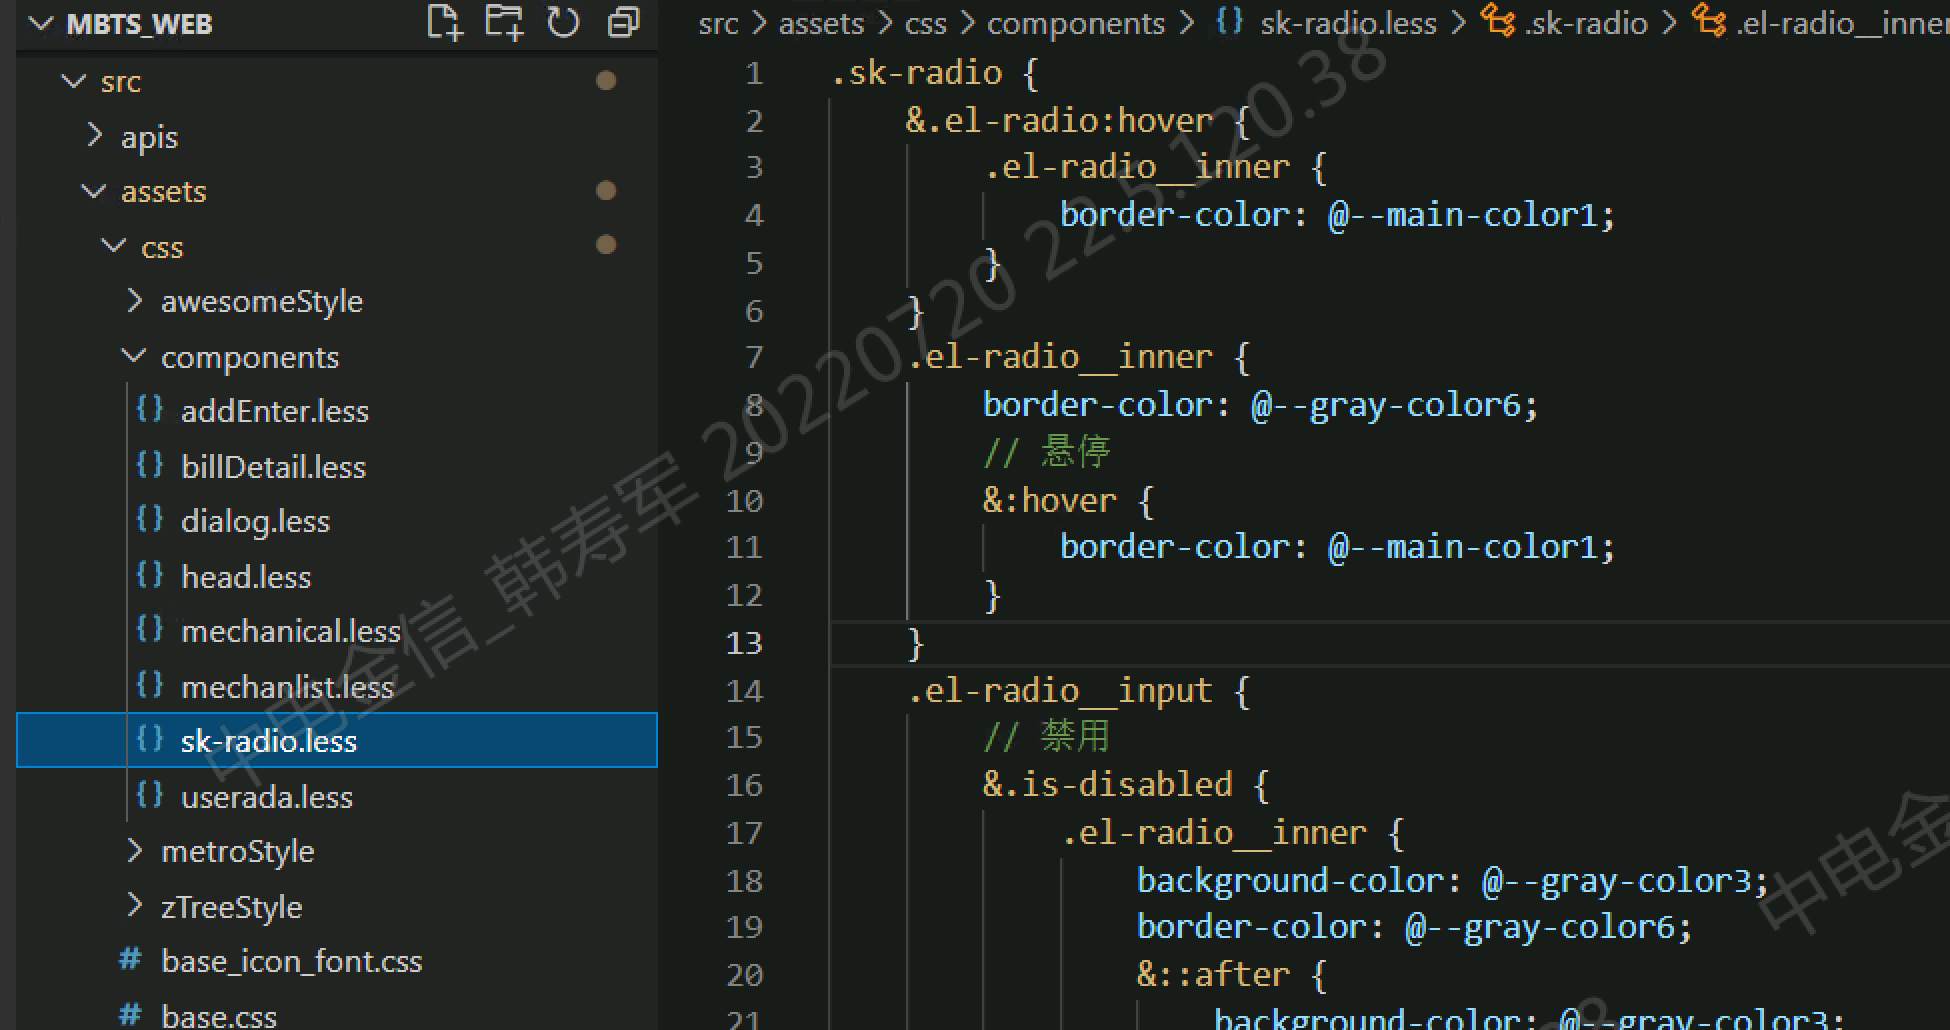 MBTS_WEB
src
apis
assets
css
awesomeStyle
components
addEnter.less
billDetail.less
dialog.less
head.less
mechanical.less
mechanlist.less
sk-radio.less
userada.less
metroStyle
zTreeStyle
# base_icon_font.css
# base.css
src > assets > css > components > {} sk-radio.less > .sk-radio > .el-radio__inner
1 .sk-radio {
2 &.el-radio:hover {
3 .el-radio__inner {
4 border-color: @--main-color1;
5 }
6 }
7 .el-radio__inner {
8 border-color: @--gray-color6;
9 // 悬停
10 &:hover {
11 border-color: @--main-color1;
12 }
13 }
14 .el-radio__input {
15 // 禁用
16 &.is-disabled {
17 .el-radio__inner {
18 background-color: @--gray-color3;
19 border-color: @--gray-color6;
20 &::after {
21 background-color: @--gray-color3;
中电金信_韩寿军 20220720 22.5.120.38
中电金